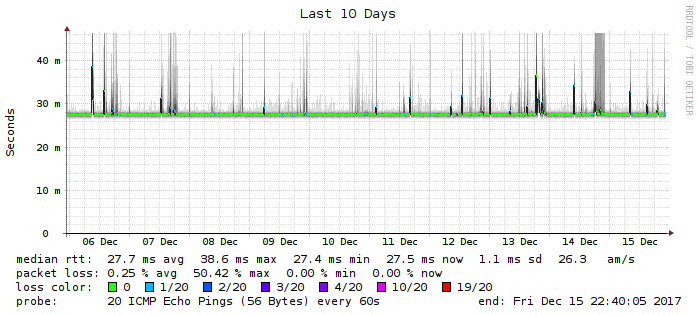 Last 10 Days
RRDTOOL / TOBI OETIKER
Seconds
40 m
30 m
20 m
10 m
0
06 Dec 07 Dec 08 Dec 09 Dec 10 Dec 11 Dec 12 Dec 13 Dec 14 Dec 15 Dec
median rtt: 27.7 ms avg 38.6 ms max 27.4 ms min 27.5 ms now 1.1 ms sd 26.3 am/s
packet loss: 0.25 % avg 50.42 % max 0.00 % min 0.00 % now
loss color: 0 1/20 2/20 3/20 4/20 10/20 19/20
probe: 20 ICMP Echo Pings (56 Bytes) every 60s end: Fri Dec 15 22:40:05 2017